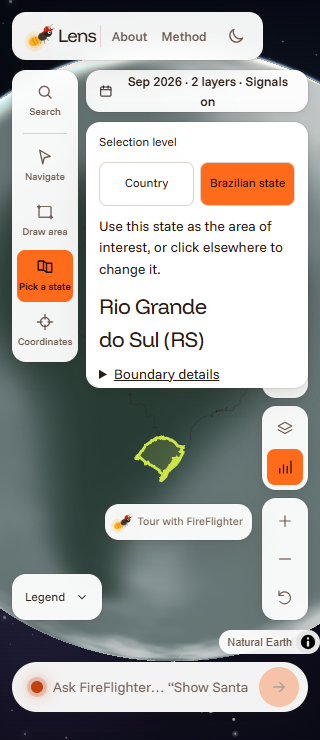 Lens
About
Method
Search
Navigate
Draw area
Pick a state
Coordinates
Sep 2026 · 2 layers · Signals
on
Selection level
Country
Brazilian state
Use this state as the area of
interest, or click elsewhere to
change it.
Rio Grande
do Sul (RS)
Boundary details
Tour with FireFlighter
Legend
Natural Earth
Ask FireFlighter... “Show Santa